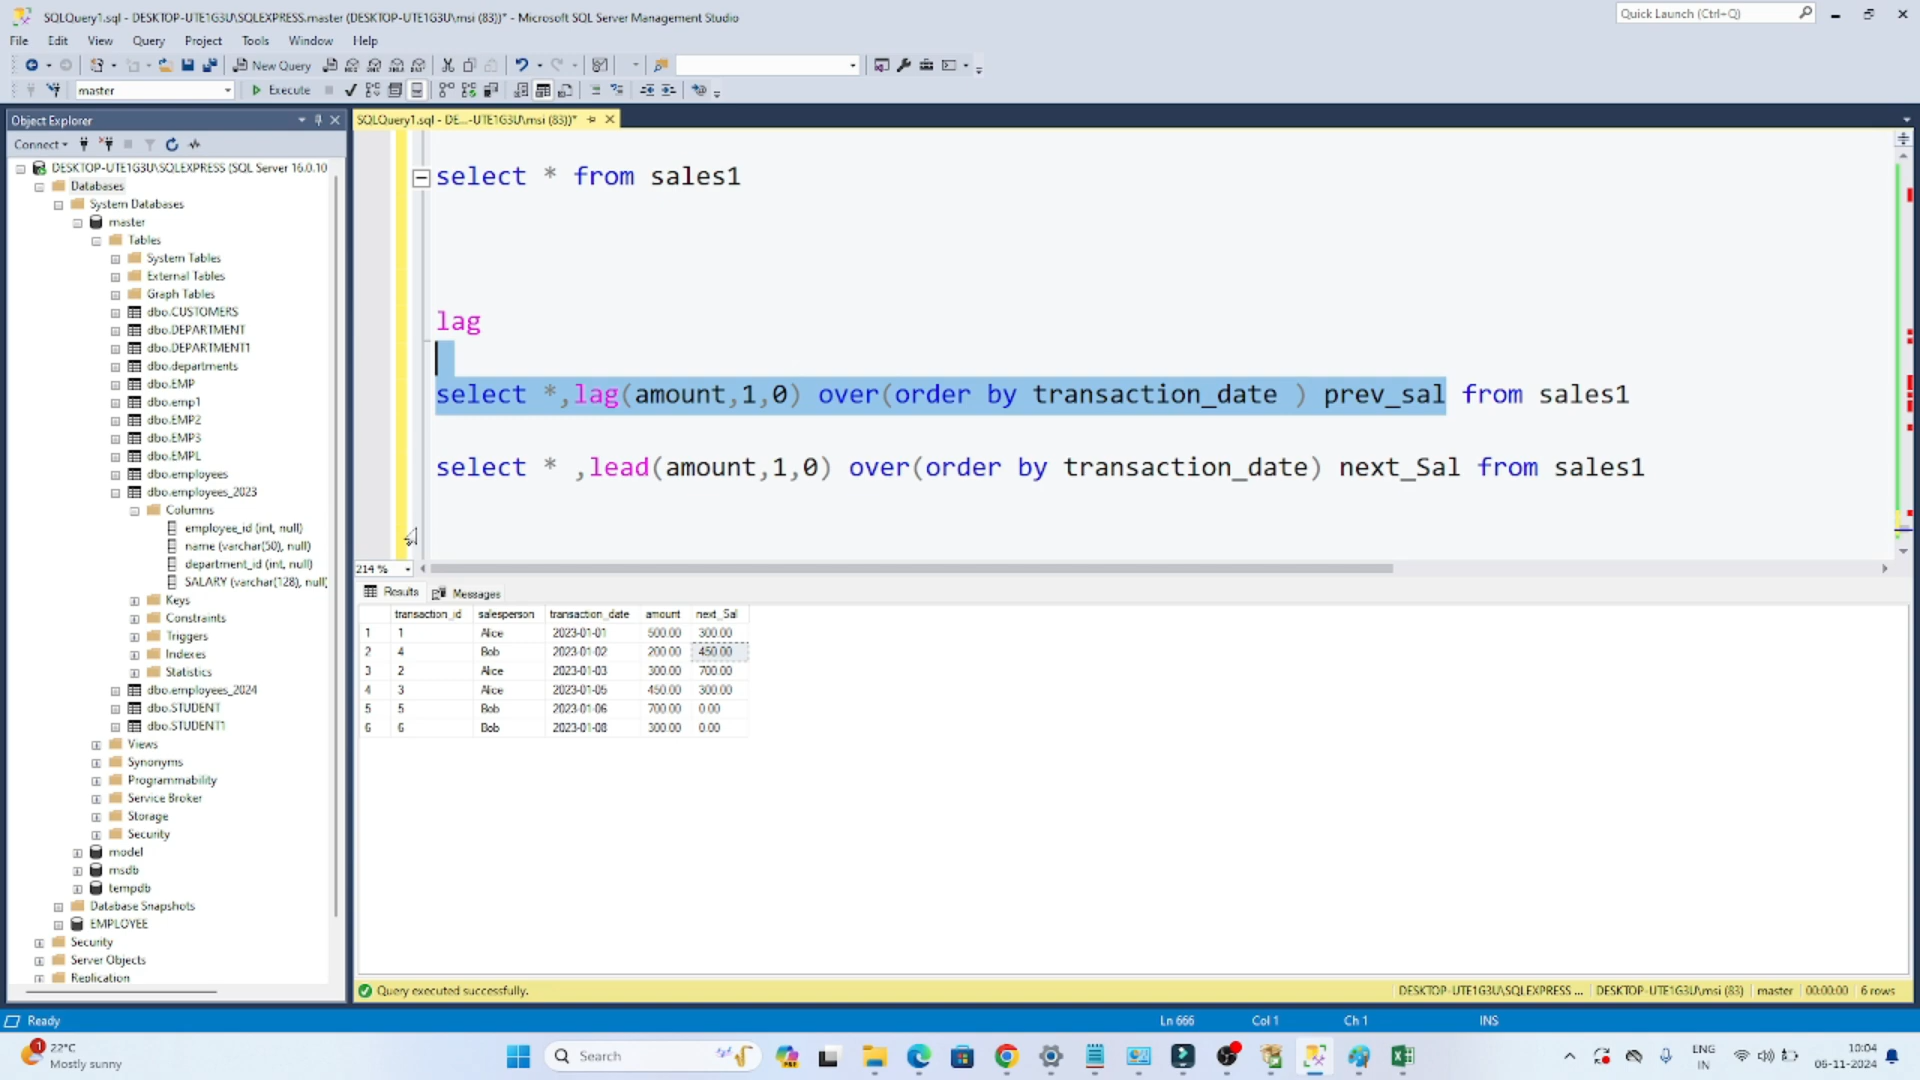 SQLQuery1.sql - DESKTOP-UTE1G3U\SQLEXPRESS.master (DESKTOP-UTE1G3U\msi (83))* - Microsoft SQL Server Management Studio
Quick Launch (Ctrl+Q)
File Edit View Query Project Tools Window Help
New Query
master
Execute
Object Explorer
SQLQuery1.sql - DE...-UTE1G3U\msi (83))*
Connect
DESKTOP-UTE1G3U\SQLEXPRESS (SQL Server 16.0.10
Databases
System Databases
master
Tables
System Tables
External Tables
Graph Tables
dbo.CUSTOMERS
dbo.DEPARTMENT
dbo.DEPARTMENT1
dbo.departments
dbo.EMP
dbo.emp1
dbo.EMP2
dbo.EMP3
dbo.EMPL
dbo.employees
dbo.employees_2023
Columns
employee_id (int, null)
name (varchar(50), null)
department_id (int, null)
SALARY (varchar(128), null
Keys
Constraints
Triggers
Indexes
Statistics
dbo.employees_2024
dbo.STUDENT
dbo.STUDENT1
Views
Synonyms
Programmability
Service Broker
Storage
Security
model
msdb
tempdb
Database Snapshots
EMPLOYEE
Security
Server Objects
Replication
select * from sales1
lag
select *,lag(amount,1,0) over(order by transaction_date ) prev_sal from sales1
select * ,lead(amount,1,0) over(order by transaction_date) next_Sal from sales1
214 %
Results Messages
transaction_id salesperson transaction_date amount next_Sal
1 1 Alice 2023-01-01 500.00 300.00
2 4 Bob 2023-01-02 200.00 450.00
3 2 Alice 2023-01-03 300.00 700.00
4 3 Alice 2023-01-05 450.00 300.00
5 5 Bob 2023-01-06 700.00 0.00
6 6 Bob 2023-01-08 300.00 0.00
Query executed successfully.
DESKTOP-UTE1G3U\SQLEXPRESS ... DESKTOP-UTE1G3U\msi (83) master 00:00:00 6 rows
Ready
Ln 666 Col 1 Ch 1 INS
1
22°C
Mostly sunny
Search
ENG
IN
10:04
06-11-2024